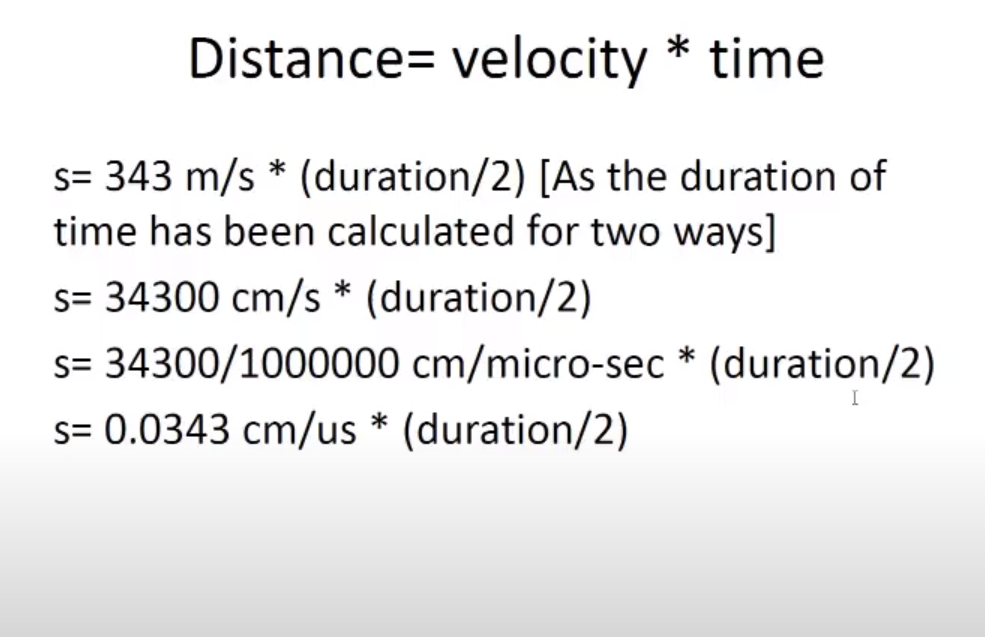 Distance= velocity * time
s= 343 m/s * (duration/2) [As the duration of
time has been calculated for two ways]
s= 34300 cm/s * (duration/2)
s= 34300/1000000 cm/micro-sec * (duration/2)
s= 0.0343 cm/us * (duration/2)